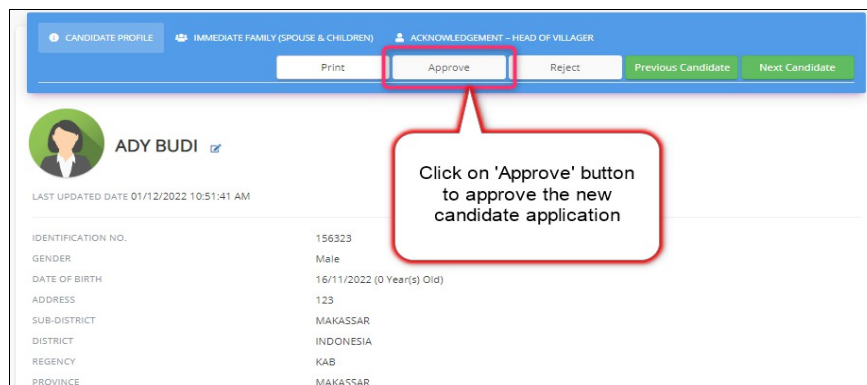 CANDIDATE PROFILE IMMEDIATE FAMILY (SPOUSE & CHILDREN) ACKNOWLEDGEMENT – HEAD OF VILLAGER
Print Approve Reject Previous Candidate Next Candidate
ADY BUDI
Click on 'Approve' button
to approve the new
candidate application
LAST UPDATED DATE 01/12/2022 10:51:41 AM
IDENTIFICATION NO. 156323
GENDER Male
DATE OF BIRTH 16/11/2022 (0 Year(s) Old)
ADDRESS 123
SUB-DISTRICT MAKASSAR
DISTRICT INDONESIA
REGENCY KAB
PROVINCE MAKASSAR